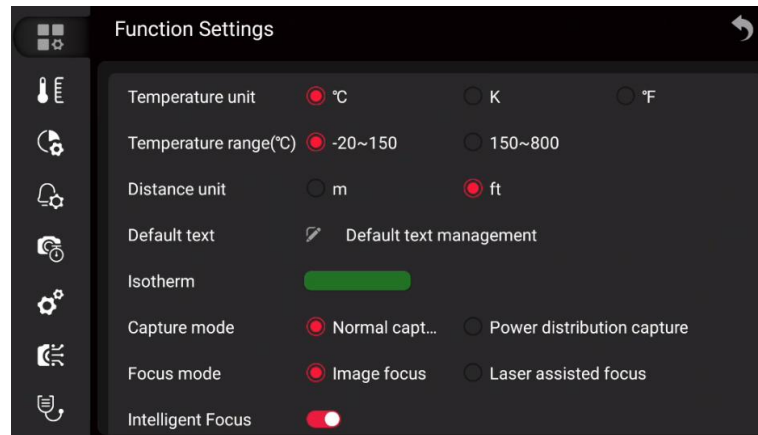 Function Settings
Temperature unit ℃ K ℉
Temperature range(℃) -20~150 150~800
Distance unit m ft
Default text Default text management
Isotherm
Capture mode Normal capt... Power distribution capture
Focus mode Image focus Laser assisted focus
Intelligent Focus